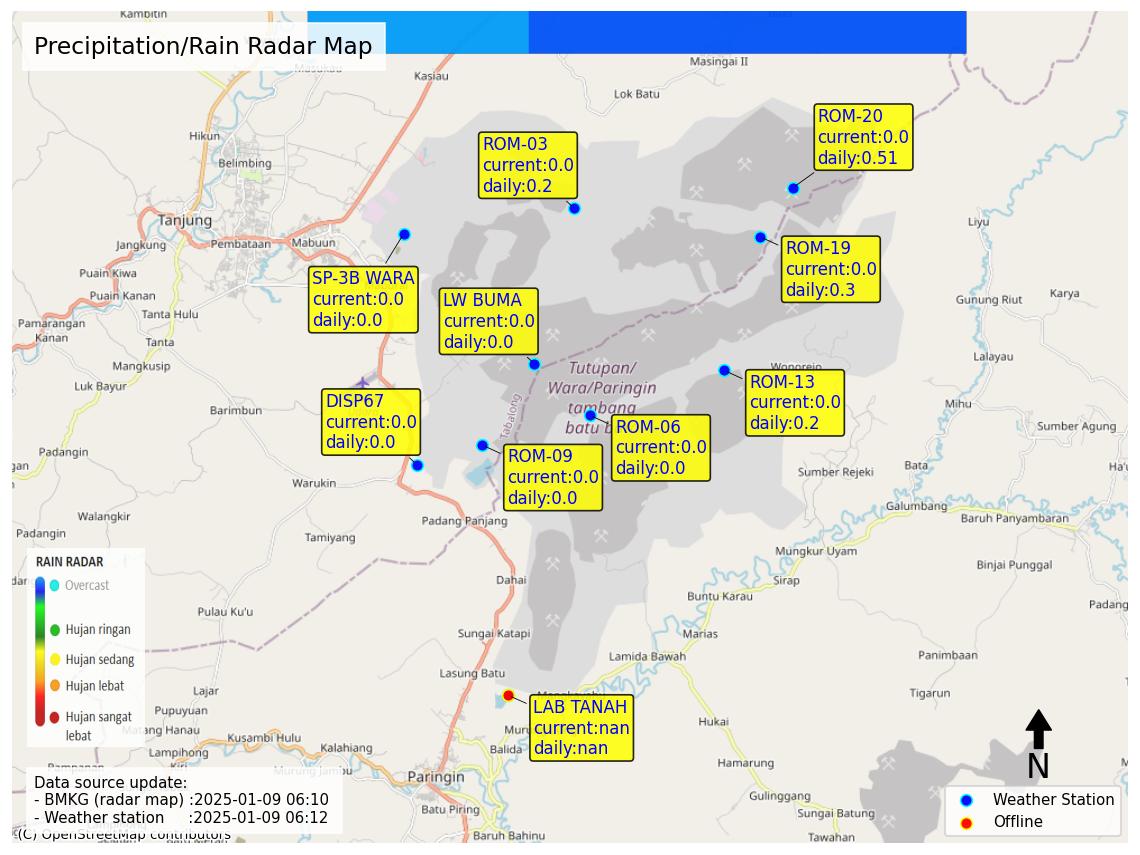 Kambitin
Precipitation/Rain Radar Map
Masukau
Kasiau
Masingai II
Lok Batu
Hikun
Belimbing
ROM-03
current:0.0
daily:0.2
ROM-20
current:0.0
daily:0.51
Tanjung
Jangkung
Pembataan
Mabuun
Liyu
Puain Kiwa
Puain Kanan
SP-3B WARA
current:0.0
daily:0.0
LW BUMA
current:0.0
daily:0.0
ROM-19
current:0.0
daily:0.3
Gunung Riut
Karya
Tanta Hulu
Pamarangan
Kanan
Tanta
Mangkusip
Luk Bayur
Lalayau
Wonorejo
Tutupan/
Wara/Paringin
tambang
batu b
Tabalong
ROM-13
current:0.0
daily:0.2
Mihu
Barimbun
DISP67
current:0.0
daily:0.0
ROM-06
current:0.0
daily:0.0
Sumber Agung
ROM-09
current:0.0
daily:0.0
Padangin
gan
Warukin
Sumber Rejeki
Bata
Galumbang
Baruh Panyambaran
Walangkir
Padangin
Padang Panjang
Tamiyang
Mungkur Uyam
Binjai Punggal
Sirap
Dahai
Buntu Karau
Padang
RAIN RADAR
Overcast
Hujan ringan
Hujan sedang
Hujan lebat
Hujan sangat
lebat
Pulau Ku'u
Sungai Katapi
Marias
Lamida Bawah
Panimbaan
Lasung Batu
Tigarun
Lajar
Pupuyuan
LAB TANAH
current:nan
daily:nan
Hukai
Matang Hanau
Kusambi Hulu
Lampihong
Kalahiang
Muru
Balida
Hamarung
Murung Jambu
Paringin
N
Data source update:
- BMKG (radar map) :2025-01-09 06:10
- Weather station :2025-01-09 06:12
Batu Piring
Gulinggang
Sungai Batung
Weather Station
Offline
(C) OpenStreetMap contributors
Baruh Bahinu
Tawahan